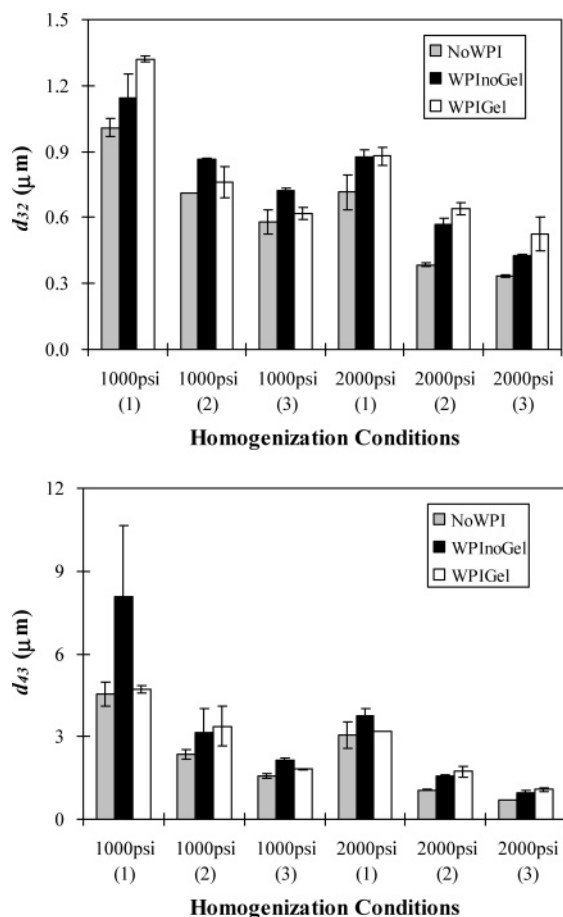 1.5
1.2
0.9
0.6
0.3
0.0
d32 (μm)
NoWPI
WPInoGel
WPIGel
1000psi 1000psi 1000psi 2000psi 2000psi 2000psi
(1) (2) (3) (1) (2) (3)
Homogenization Conditions
12
9
6
3
0
d43 (μm)
NoWPI
WPInoGel
WPIGel
1000psi 1000psi 1000psi 2000psi 2000psi 2000psi
(1) (2) (3) (1) (2) (3)
Homogenization Conditions